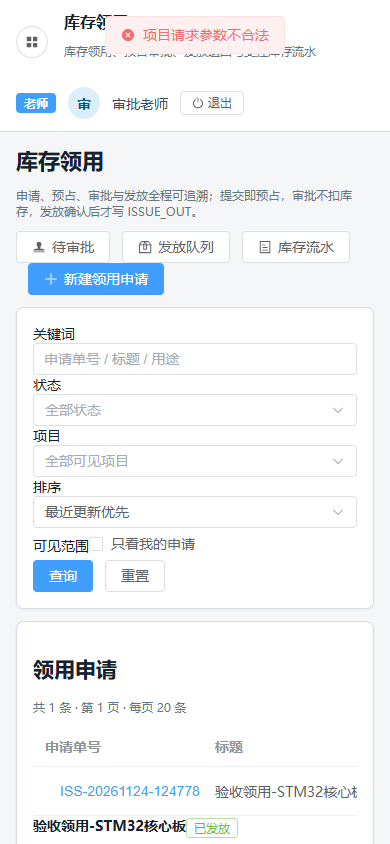 库存领用
项目请求参数不合法
老师
审
审批老师
退出
库存领用
申请、预占、审批与发放全程可追溯；提交即预占，审批不扣库
存，发放确认后才写 ISSUE_OUT。
待审批
发放队列
库存流水
新建领用申请
关键词
申请单号 / 标题 / 用途
状态
全部状态
项目
全部可见项目
排序
最近更新优先
可见范围
只看我的申请
查询
重置
领用申请
共 1 条 · 第 1 页 · 每页 20 条
申请单号
标题
ISS-20261124-124778
验收领用-STM32核心板
验收领用-STM32核心板
已发放